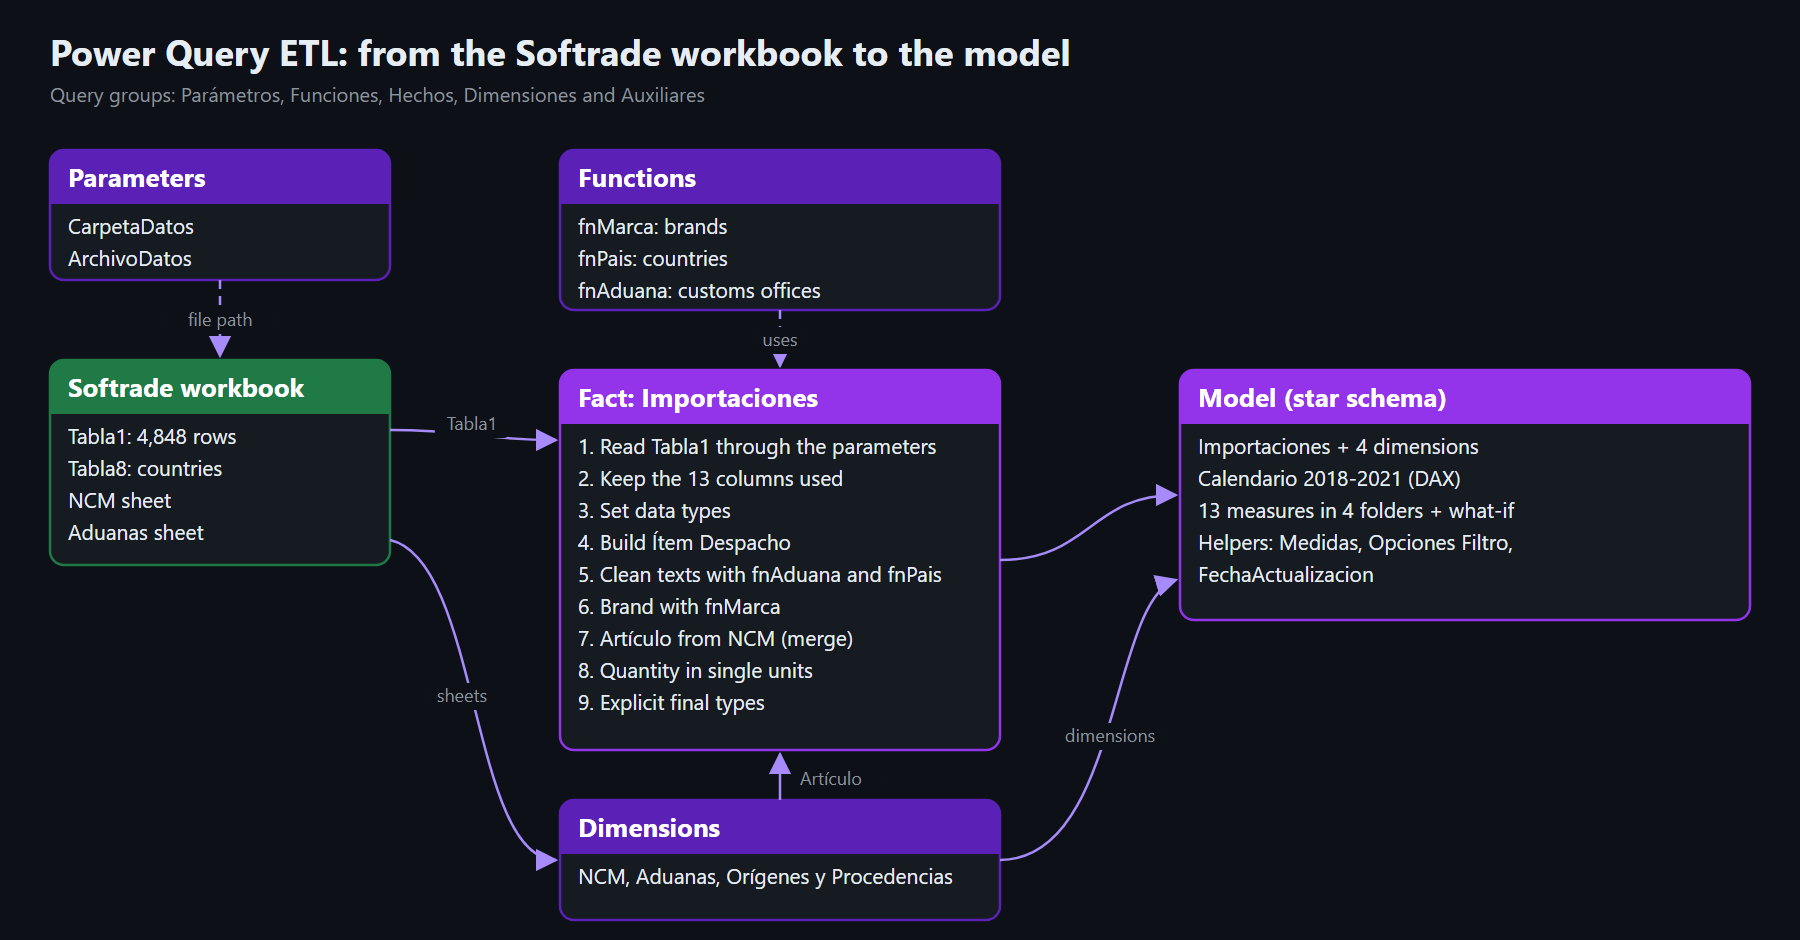 Power Query ETL: from the Softrade workbook to the model
Query groups: Parámetros, Funciones, Hechos, Dimensiones and Auxiliares
Parameters
CarpetaDatos
ArchivoDatos
file path
Functions
fnMarca: brands
fnPais: countries
fnAduana: customs offices
uses
Softrade workbook
Tabla1: 4,848 rows
Tabla8: countries
NCM sheet
Aduanas sheet
Tabla1
sheets
Fact: Importaciones
1. Read Tabla1 through the parameters
2. Keep the 13 columns used
3. Set data types
4. Build Ítem Despacho
5. Clean texts with fnAduana and fnPais
6. Brand with fnMarca
7. Artículo from NCM (merge)
8. Quantity in single units
9. Explicit final types
Artículo
Dimensions
NCM, Aduanas, Orígenes y Procedencias
dimensions
Model (star schema)
Importaciones + 4 dimensions
Calendario 2018-2021 (DAX)
13 measures in 4 folders + what-if
Helpers: Medidas, Opciones Filtro,
FechaActualizacion